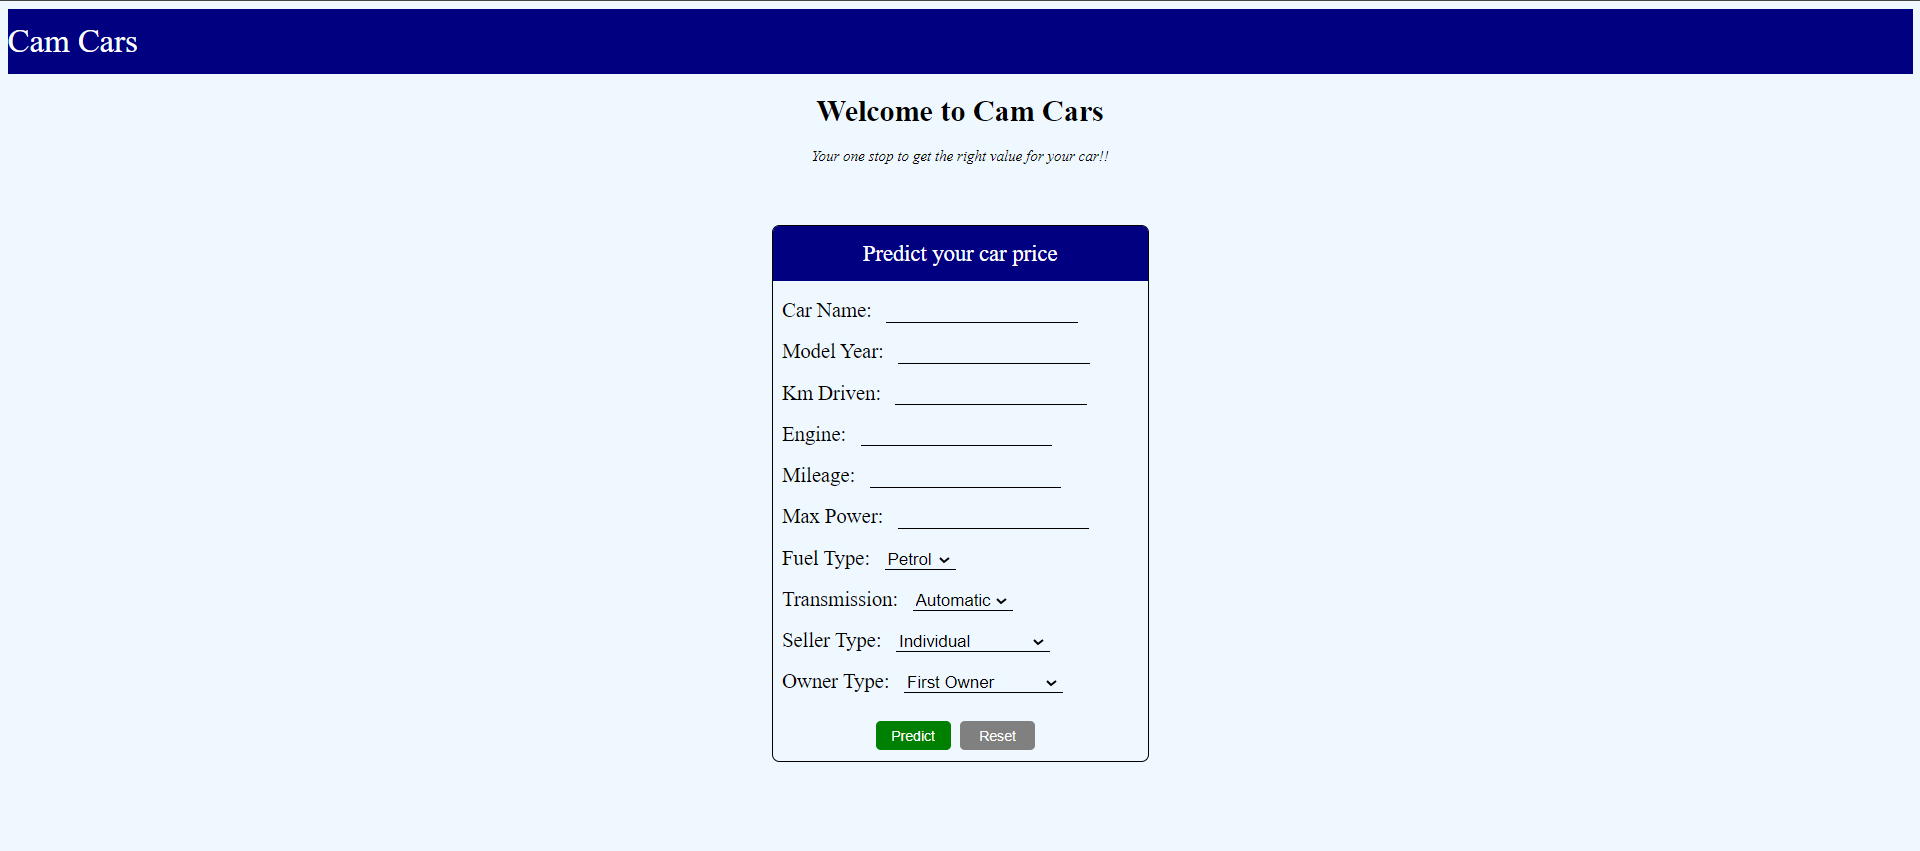 Cam Cars
Welcome to Cam Cars
Your one stop to get the right value for your car!!
Predict your car price
Car Name:
Model Year:
Km Driven:
Engine:
Mileage:
Max Power:
Fuel Type: Petrol
Transmission: Automatic
Seller Type: Individual
Owner Type: First Owner
Predict Reset